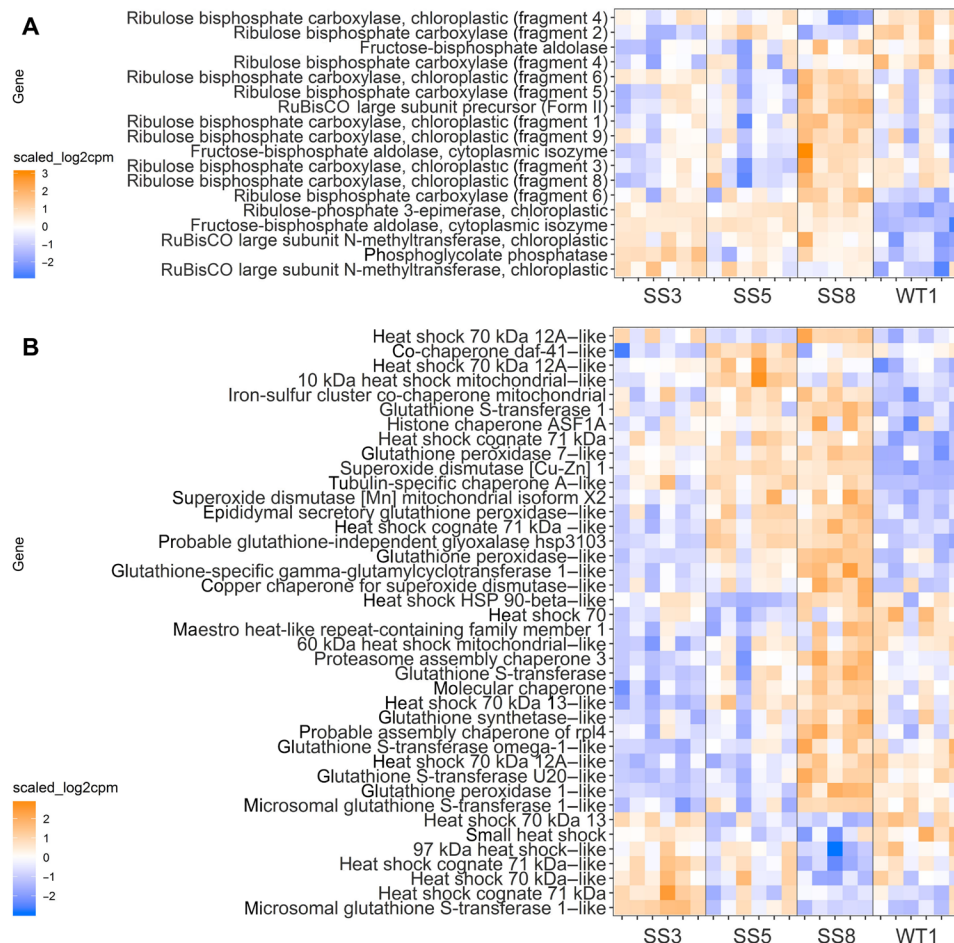 A
Gene
Ribulose bisphosphate carboxylase, chloroplastic (fragment 4)
Ribulose bisphosphate carboxylase (fragment 2)
Fructose-bisphosphate aldolase
Ribulose bisphosphate carboxylase (fragment 4)
Ribulose bisphosphate carboxylase, chloroplastic (fragment 6)
Ribulose bisphosphate carboxylase (fragment 5)
RuBisCO large subunit precursor (Form II)
Ribulose bisphosphate carboxylase, chloroplastic (fragment 1)
Ribulose bisphosphate carboxylase, chloroplastic (fragment 9)
Fructose-bisphosphate aldolase, cytoplasmic isozyme
Ribulose bisphosphate carboxylase, chloroplastic (fragment 3)
Ribulose bisphosphate carboxylase, chloroplastic (fragment 8)
Ribulose bisphosphate carboxylase (fragment 6)
Ribulose-phosphate 3-epimerase, chloroplastic
Fructose-bisphosphate aldolase, cytoplasmic isozyme
RuBisCO large subunit N-methyltransferase, chloroplastic
Phosphoglycolate phosphatase
RuBisCO large subunit N-methyltransferase, chloroplastic
scaled_log2cpm
3
2
1
0
−1
−2
SS3 SS5 SS8 WT1
B
Gene
Heat shock 70 kDa 12A–like
Co-chaperone daf-41–like
Heat shock 70 kDa 12A–like
10 kDa heat shock mitochondrial–like
Iron-sulfur cluster co-chaperone mitochondrial
Glutathione S-transferase 1
Histone chaperone ASF1A
Heat shock cognate 71 kDa
Glutathione peroxidase 7–like
Superoxide dismutase [Cu-Zn] 1
Tubulin-specific chaperone A–like
Superoxide dismutase [Mn] mitochondrial isoform X2
Epididymal secretory glutathione peroxidase–like
Heat shock cognate 71 kDa –like
Probable glutathione-independent glyoxalase hsp3103
Glutathione peroxidase–like
Glutathione-specific gamma-glutamylcyclotransferase 1–like
Copper chaperone for superoxide dismutase–like
Heat shock HSP 90-beta–like
Heat shock 70
Maestro heat-like repeat-containing family member 1
60 kDa heat shock mitochondrial–like
Proteasome assembly chaperone 3
Glutathione S-transferase
Molecular chaperone
Heat shock 70 kDa 13–like
Glutathione synthetase–like
Probable assembly chaperone of rpl4
Glutathione S-transferase omega-1–like
Heat shock 70 kDa 12A–like
Glutathione S-transferase U20–like
Glutathione peroxidase 1–like
Microsomal glutathione S-transferase 1–like
Heat shock 70 kDa 13
Small heat shock
97 kDa heat shock–like
Heat shock cognate 71 kDa–like
Heat shock 70 kDa–like
Heat shock cognate 71 kDa
Microsomal glutathione S-transferase 1–like
scaled_log2cpm
2
1
0
−1
−2
SS3 SS5 SS8 WT1